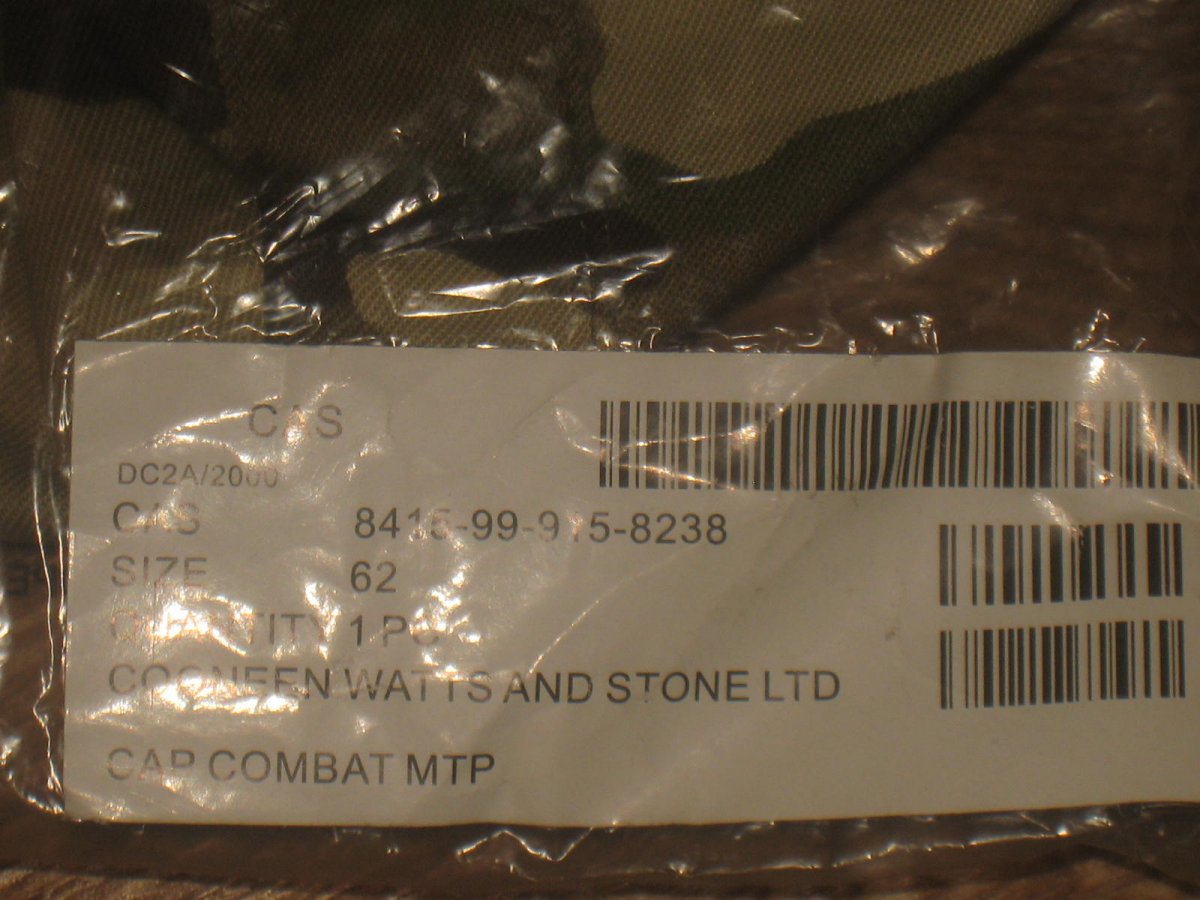 CAS
DC2A/2000
CAS 8415-99-915-8238
SIZE 62
QUANTITY 1 PC
COONEEN WATTS AND STONE LTD
CAP COMBAT MTP